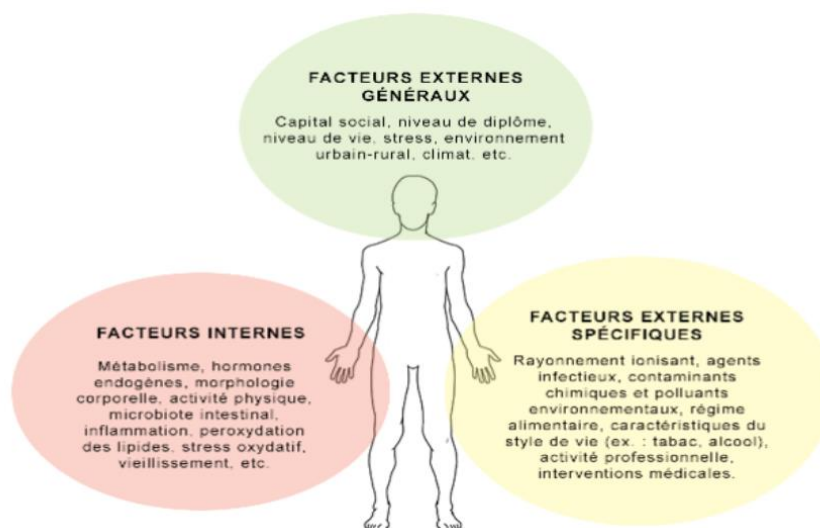 FACTEURS EXTERNES
GÉNÉRAUX
Capital social, niveau de diplôme,
niveau de vie, stress, environnement
urbain-rural, climat, etc.
FACTEURS INTERNES
Métabolisme, hormones
endogènes, morphologie
corporelle, activité physique,
microbiote intestinal,
inflammation, peroxydation
des lipides, stress oxydatif,
vieillissement, etc.
FACTEURS EXTERNES
SPÉCIFIQUES
Rayonnement ionisant, agents
infectieux, contaminants
chimiques et polluants
environnementaux, régime
alimentaire, caractéristiques du
style de vie (ex. : tabac, alcool),
activité professionnelle,
interventions médicales.